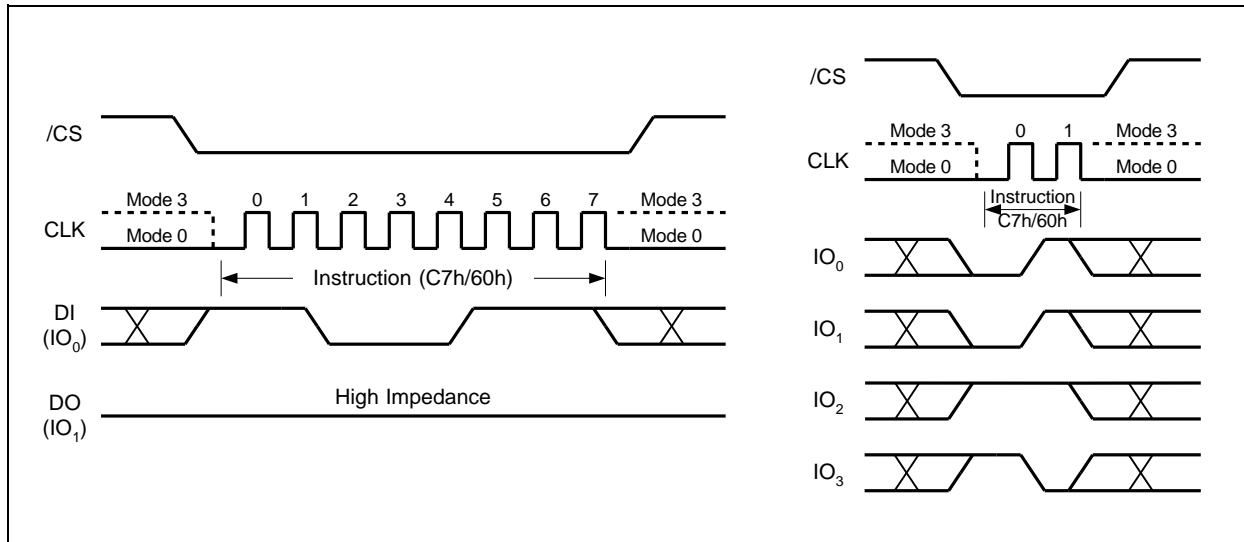 /CS
Mode 3 0 1 2 3 4 5 6 7 Mode 3
CLK
Mode 0 Mode 0
Instruction (C7h/60h)
DI
(IO0)
High Impedance
DO
(IO1)
/CS
Mode 3 0 1 Mode 3
CLK
Mode 0 Mode 0
Instruction
C7h/60h
IO0
IO1
IO2
IO3